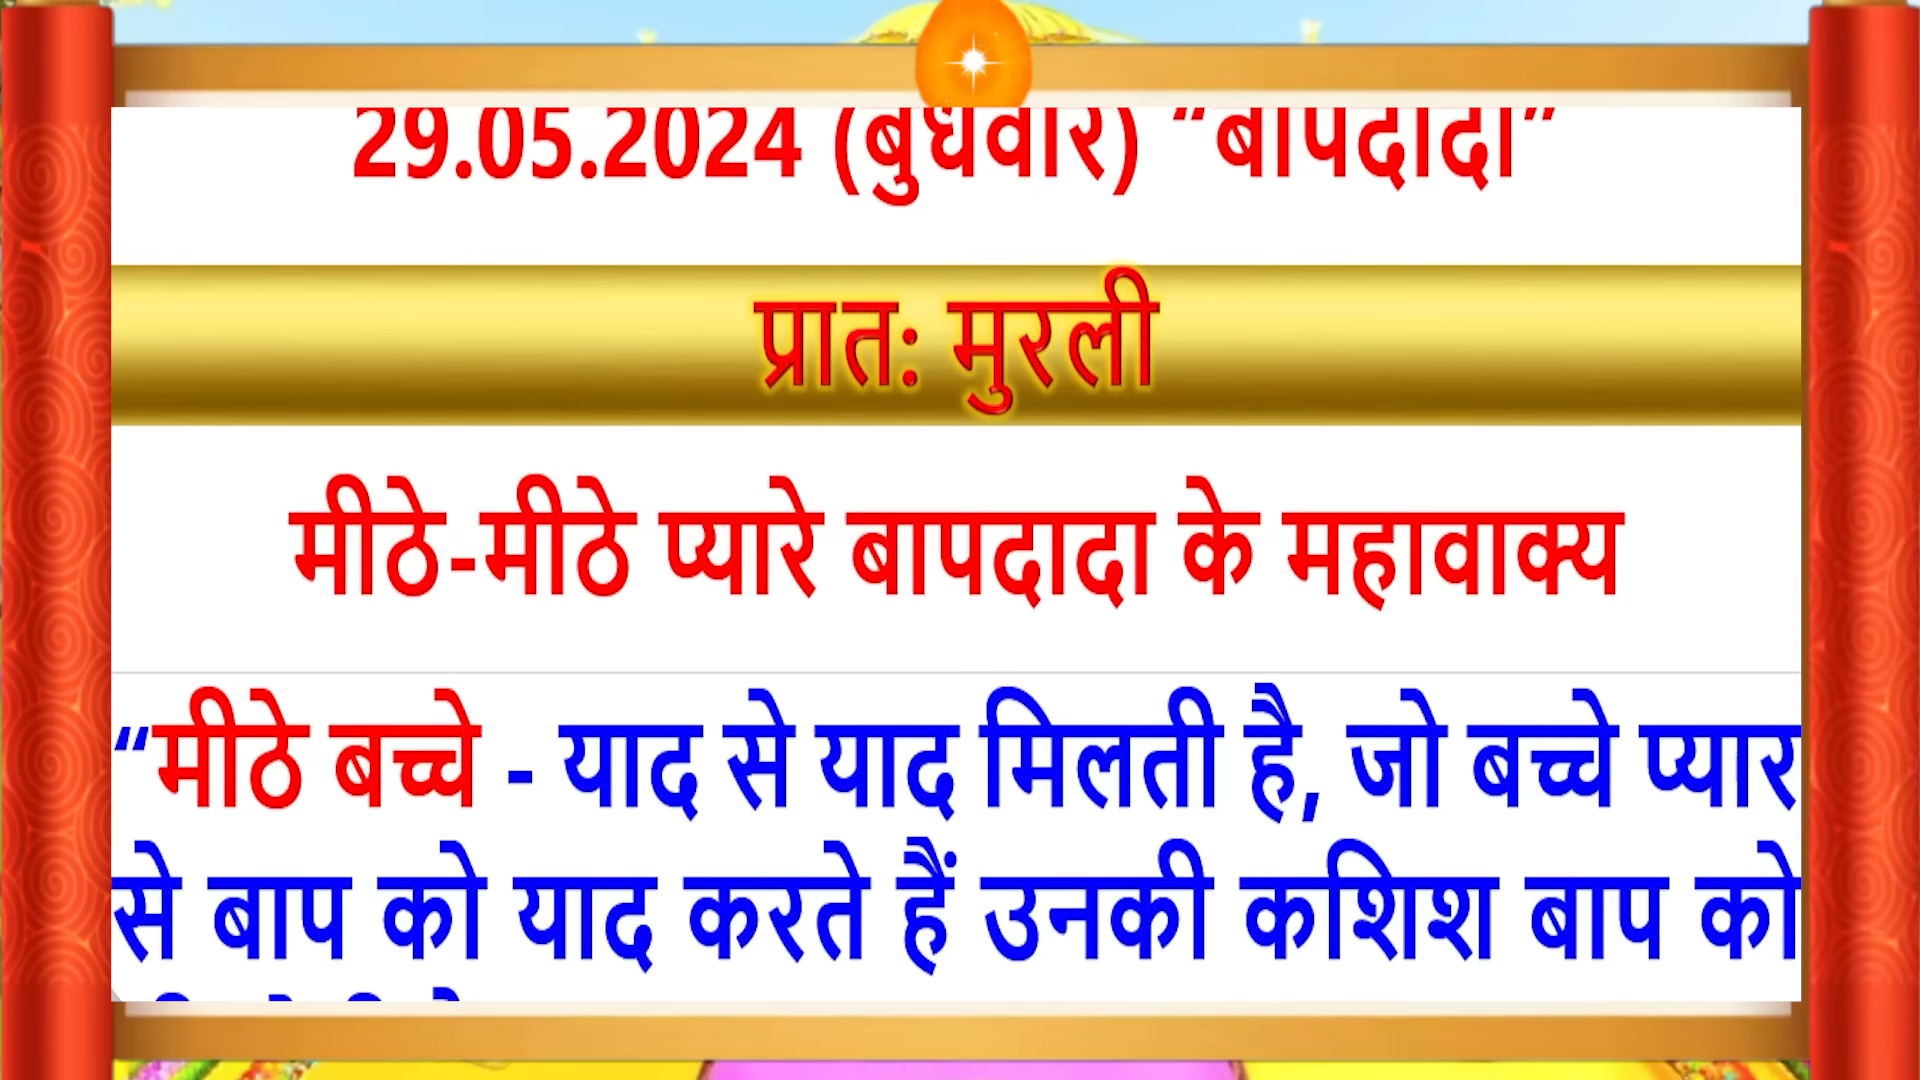 29.05.2024 (बुधवार) “बापदादा”
प्रात: मुरली
मीठे-मीठे प्यारे बापदादा के महावाक्य
“मीठे बच्चे - याद से याद मिलती है, जो बच्चे प्यार
से बाप को याद करते हैं उनकी कशिश बाप को